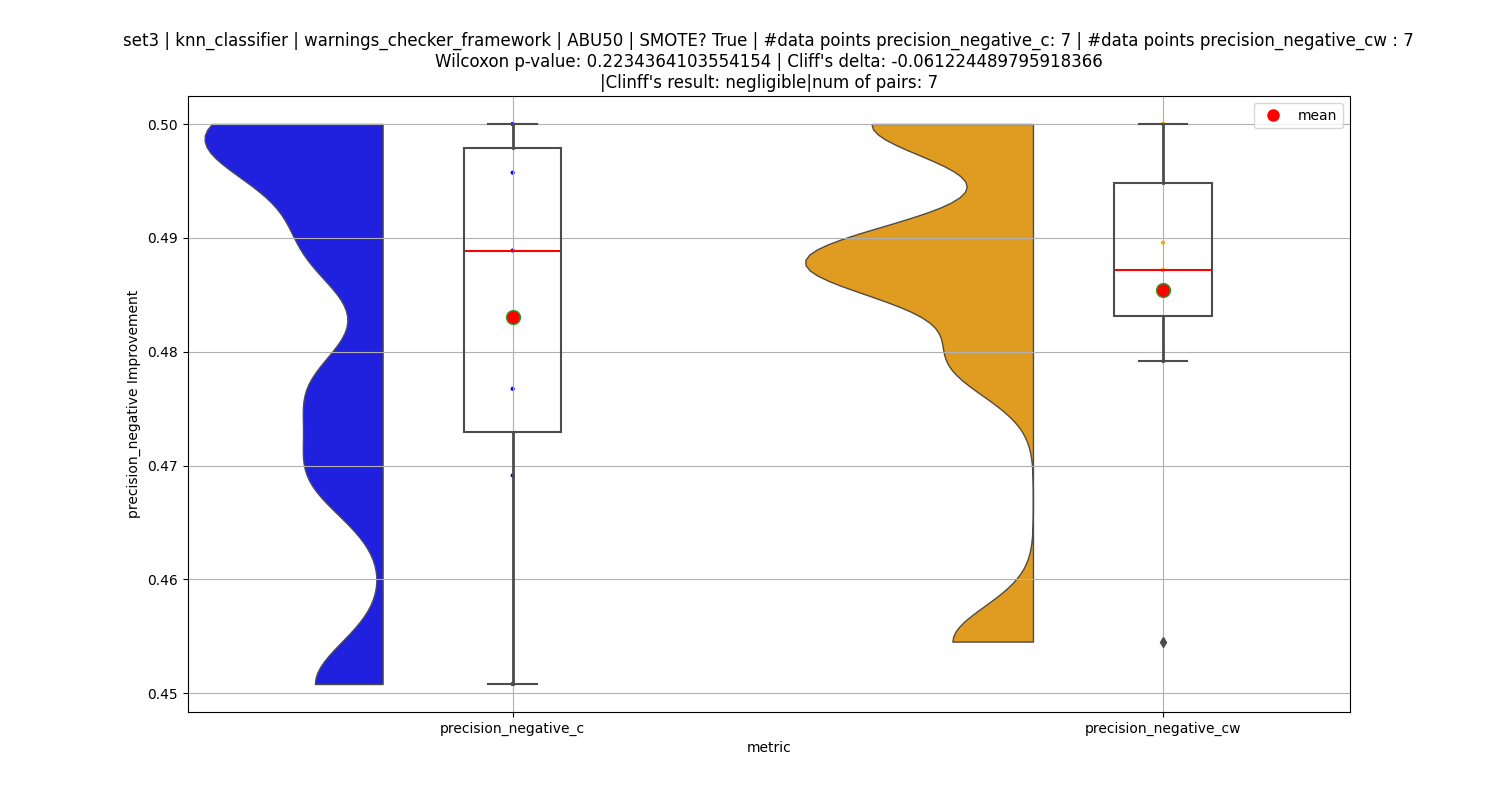 set3 | knn_classifier | warnings_checker_framework | ABU50 | SMOTE? True | #data points precision_negative_c: 7 | #data points precision_negative_cw : 7
Wilcoxon p-value: 0.2234364103554154 | Cliff's delta: -0.061224489795918366
|Clinff's result: negligible|num of pairs: 7
mean
0.50
0.49
0.48
0.47
0.46
0.45
precision_negative Improvement
precision_negative_c
precision_negative_cw
metric